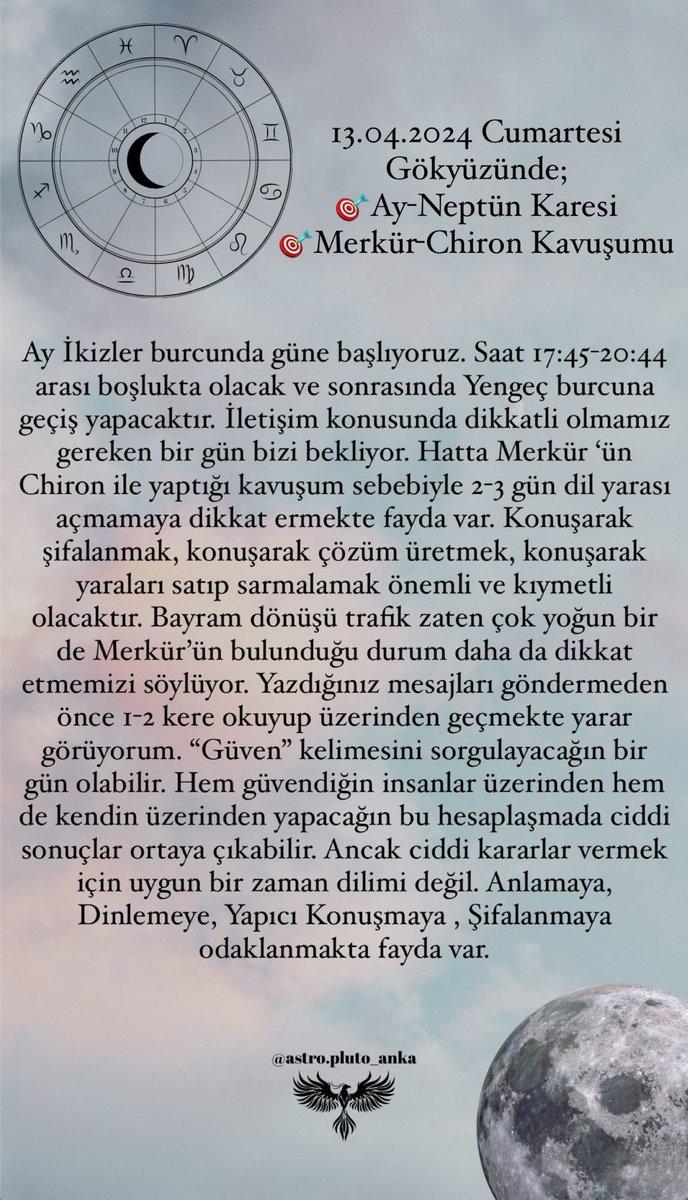 13.04.2024 Cumartesi
Gökyüzünde;
🎯Ay-Neptün Karesi
🎯Merkür-Chiron Kavuşumu
Ay İkizler burcunda güne başlıyoruz. Saat 17:45-20:44
arası boşlukta olacak ve sonrasında Yengeç burcuna
geçiş yapacaktır. İletişim konusunda dikkatli olmamız
gereken bir gün bizi bekliyor. Hatta Merkür ‘ün
Chiron ile yaptığı kavuşum sebebiyle 2-3 gün dil yarası
açmamaya dikkat ermekte fayda var. Konuşarak
şifalanmak, konuşarak çözüm üretmek, konuşarak
yaraları satıp sarmalamak önemli ve kıymetli
olacaktır. Bayram dönüşü trafik zaten çok yoğun bir
de Merkür’ün bulunduğu durum daha da dikkat
etmemizi söylüyor. Yazdığınız mesajları göndermeden
önce 1-2 kere okuyup üzerinden geçmekte yarar
görüyorum. “Güven” kelimesini sorgulayacağın bir
gün olabilir. Hem güvendiğin insanlar üzerinden hem
de kendin üzerinden yapacağın bu hesaplaşmada ciddi
sonuçlar ortaya çıkabilir. Ancak ciddi kararlar vermek
için uygun bir zaman dilimi değil. Anlamaya,
Dinlemeye, Yapıcı Konuşmaya , Şifalanmaya
odaklanmakta fayda var.
@astro.pluto_anka